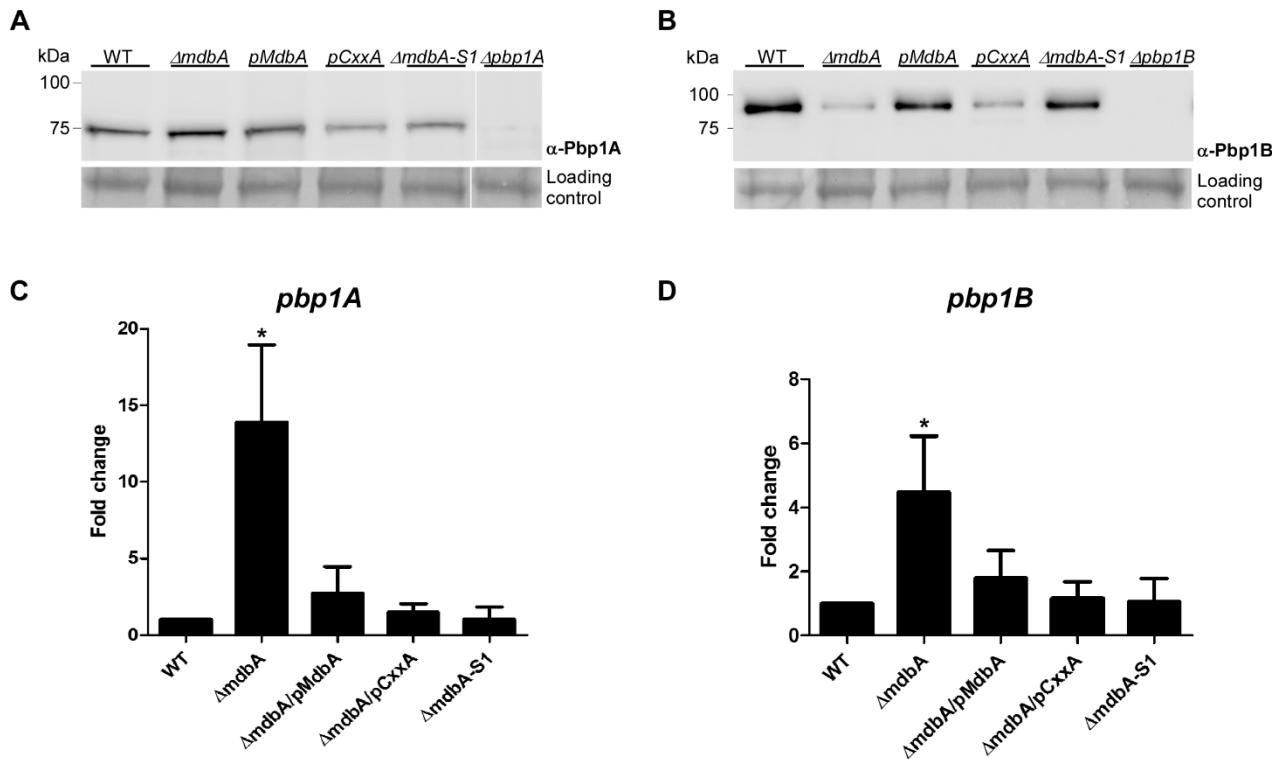 A
kDa WT ΔmdbA pMdbA pCxxA ΔmdbA-S1 Δpbp1A
100
75
α-Pbp1A
Loading
control
B
kDa WT ΔmdbA pMdbA pCxxA ΔmdbA-S1 Δpbp1B
100
75
α-Pbp1B
Loading
control
C
pbp1A
Fold change
20
*
15
10
5
0
WT
ΔmdbA
ΔmdbA/pMdbA
ΔmdbA/pCxxA
ΔmdbA-S1
D
pbp1B
Fold change
8
*
6
4
2
0
WT
ΔmdbA
ΔmdbA/pMdbA
ΔmdbA/pCxxA
ΔmdbA-S1